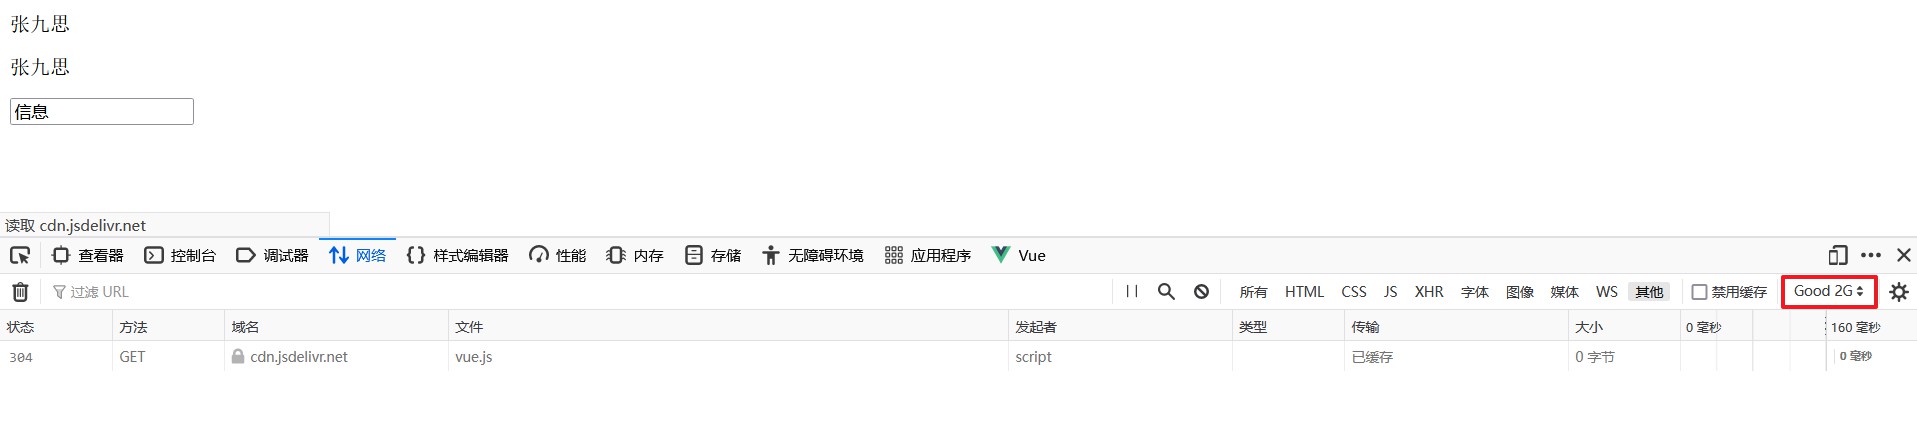 张九思
张九思
信息
读取 cdn.jsdelivr.net
查看器 控制台 调试器 网络 样式编辑器 性能 内存 存储 无障碍环境 应用程序 Vue
过滤 URL 所有 HTML CSS JS XHR 字体 图像 媒体 WS 其他 禁用缓存 Good 2G
状态 方法 域名 文件 发起者 类型 传输 大小 0 毫秒 160 毫秒
304 GET cdn.jsdelivr.net vue.js script 已缓存 0 字节 0 毫秒